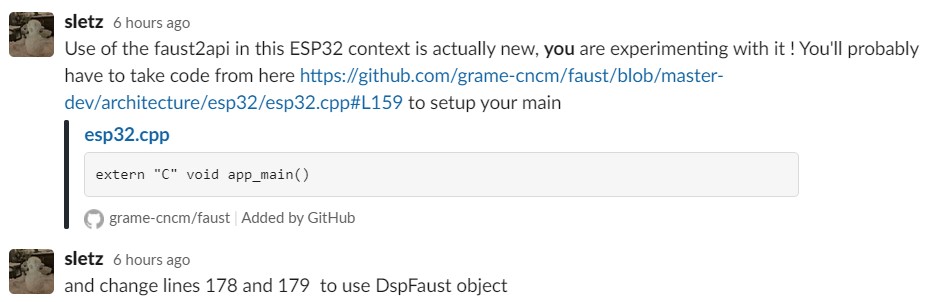 sletz 6 hours ago
Use of the faust2api in this ESP32 context is actually new, you are experimenting with it ! You'll probably
have to take code from here https://github.com/grame-cncm/faust/blob/master-
dev/architecture/esp32/esp32.cpp#L159 to setup your main
esp32.cpp
extern "C" void app_main()
grame-cncm/faust | Added by GitHub
sletz 6 hours ago
and change lines 178 and 179 to use DspFaust object